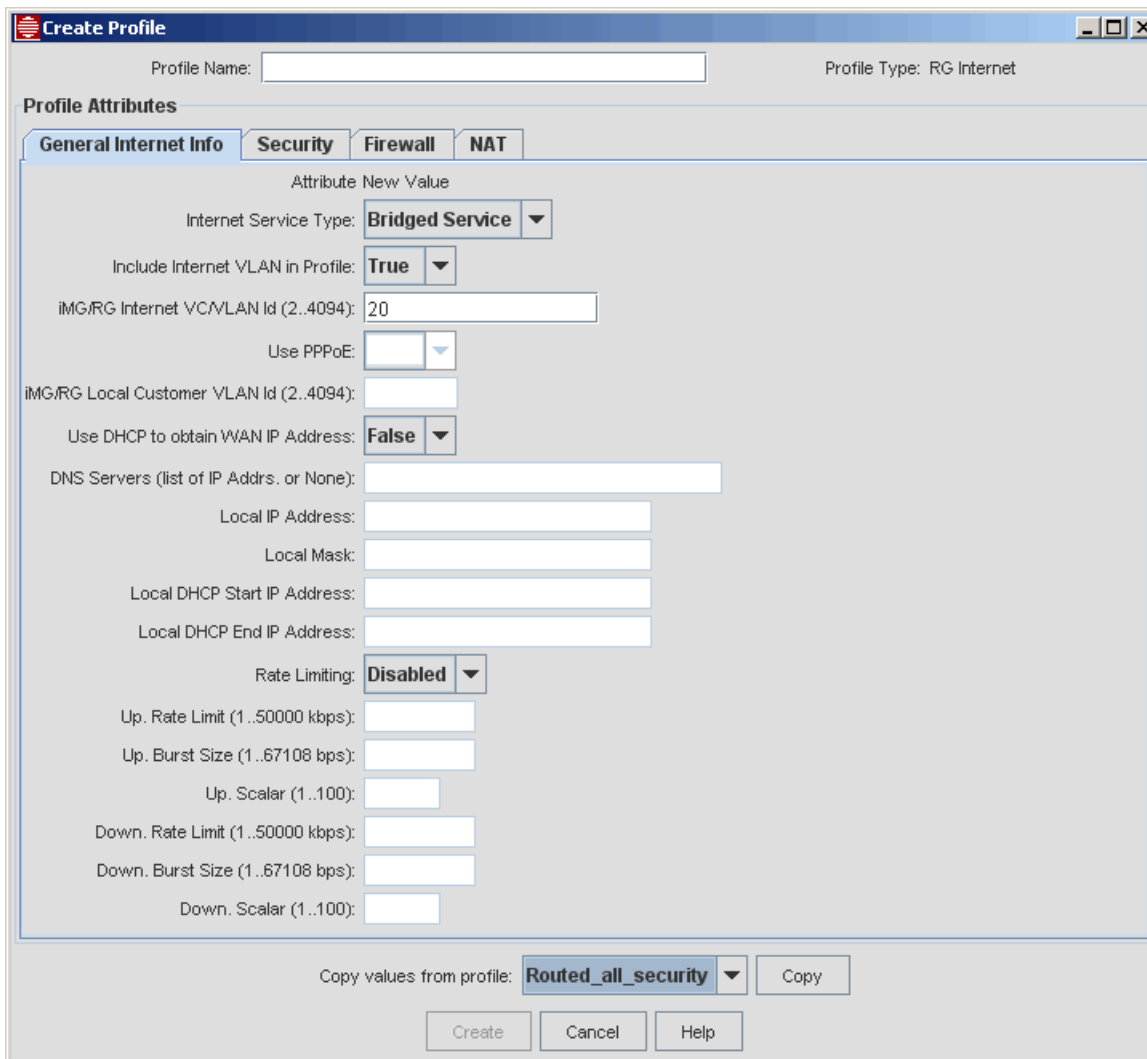 Create Profile
Profile Name: Profile Type: RG Internet
Profile Attributes
General Internet Info Security Firewall NAT
Attribute New Value
Internet Service Type: Bridged Service
Include Internet VLAN in Profile: True
iMG/RG Internet VC/VLAN Id (2..4094): 20
Use PPPoE:
iMG/RG Local Customer VLAN Id (2..4094):
Use DHCP to obtain WAN IP Address: False
DNS Servers (list of IP Addrs. or None):
Local IP Address:
Local Mask:
Local DHCP Start IP Address:
Local DHCP End IP Address:
Rate Limiting: Disabled
Up. Rate Limit (1..50000 kbps):
Up. Burst Size (1..67108 bps):
Up. Scalar (1..100):
Down. Rate Limit (1..50000 kbps):
Down. Burst Size (1..67108 bps):
Down. Scalar (1..100):
Copy values from profile: Routed_all_security Copy
Create Cancel Help